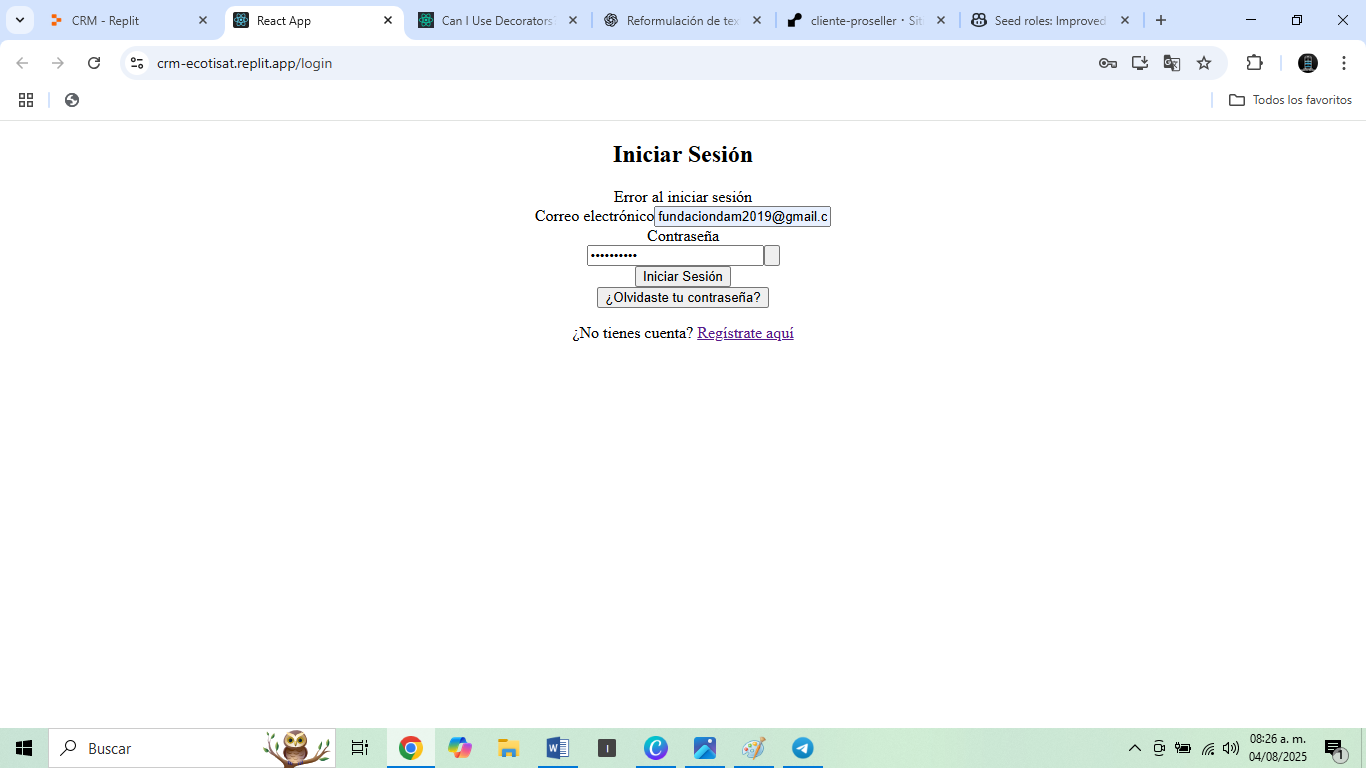 CRM - Replit
React App
Can I Use Decorators
Reformulación de tex
cliente-proseller · Sit
Seed roles: Improved
crm-ecotisat.replit.app/login
Todos los favoritos
Iniciar Sesión
Error al iniciar sesión
Correo electrónico fundaciondam2019@gmail.c
Contraseña
••••••••••
Iniciar Sesión
¿Olvidaste tu contraseña?
¿No tienes cuenta? Regístrate aquí
Buscar
08:26 a. m.
04/08/2025
1